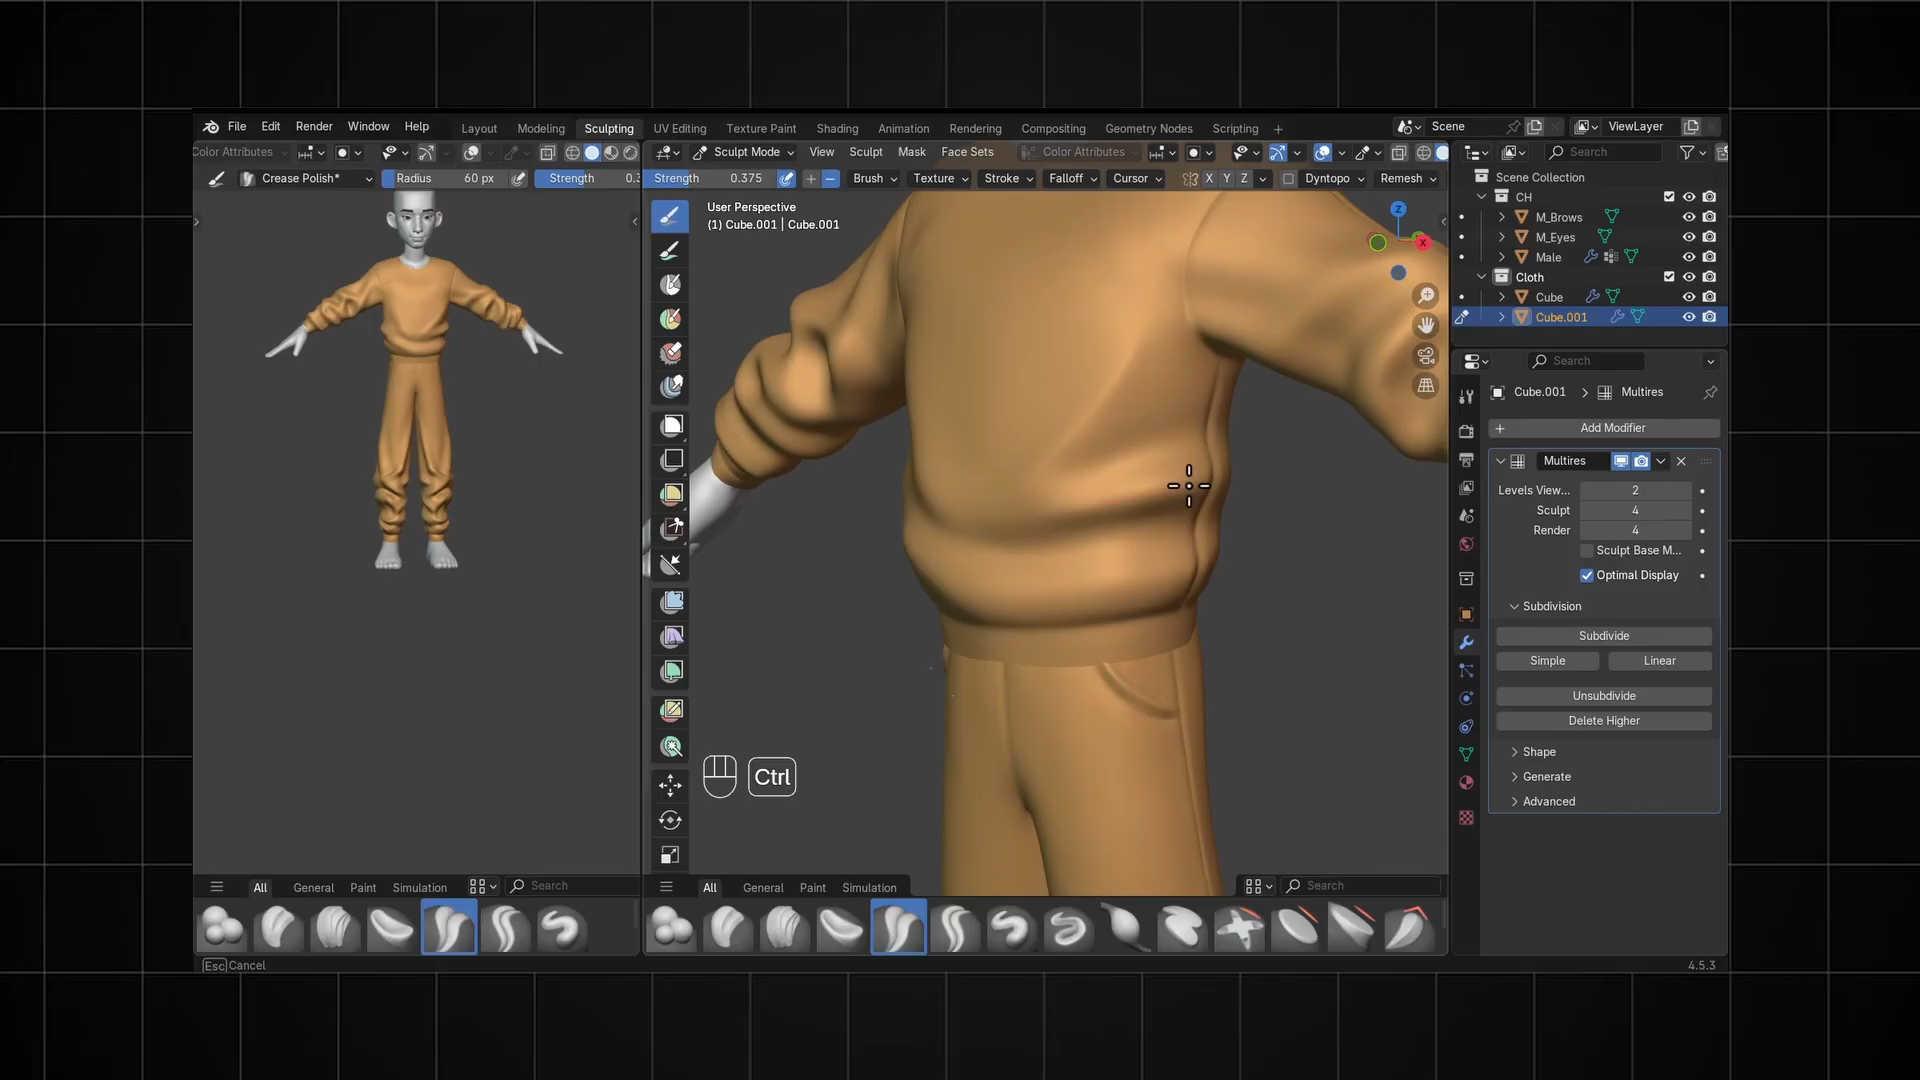 File Edit Render Window Help Layout Modeling Sculpting UV Editing Texture Paint Shading Animation Rendering Compositing Geometry Nodes Scripting + Scene ViewLayer
Color Attributes Sculpt Mode View Sculpt Mask Face Sets Color Attributes Search
Crease Polish* Radius 60 px Strength 0.3 Strength 0.375 Brush Texture Stroke Falloff Cursor X Y Z Dyntopo Remesh
User Perspective
(1) Cube.001 | Cube.001
Z
X
Scene Collection
CH
M_Brows
M_Eyes
Male
Cloth
Cube
Cube.001
Search
Cube.001 > Multires
+ Add Modifier
Multires
Levels View... 2
Sculpt 4
Render 4
Sculpt Base M...
Optimal Display
Subdivision
Subdivide
Simple Linear
Unsubdivide
Delete Higher
Shape
Generate
Advanced
Ctrl
All General Paint Simulation Search
All General Paint Simulation Search
Esc Cancel
4.5.3